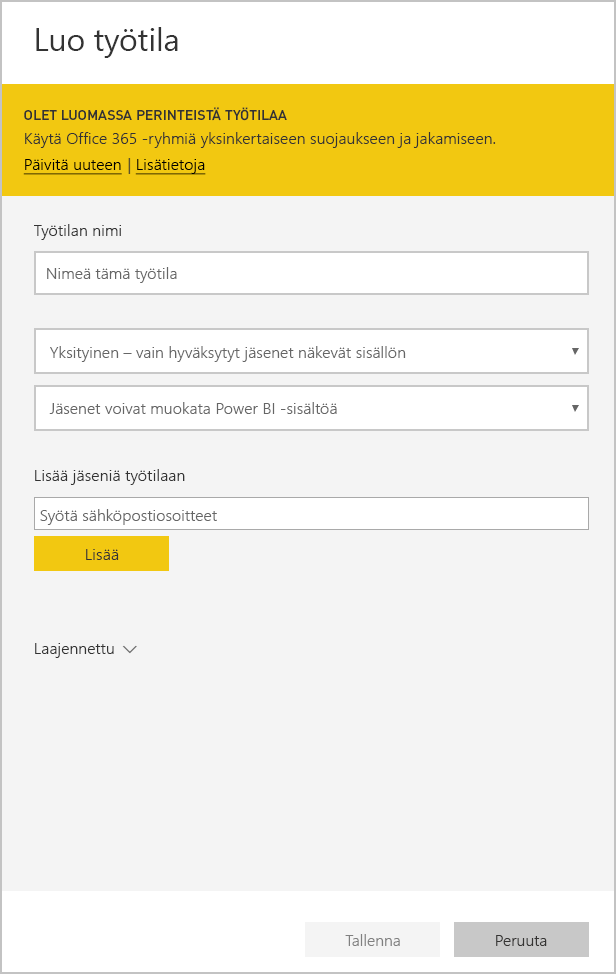 Luo työtila
OLET LUOMASSA PERINTEISTÄ TYÖTILAA
Käytä Office 365 -ryhmiä yksinkertaiseen suojaukseen ja jakamiseen.
Päivitä uuteen | Lisätietoja
Työtilan nimi
Nimeä tämä työtila
Yksityinen – vain hyväksytyt jäsenet näkevät sisällön
Jäsenet voivat muokata Power BI -sisältöä
Lisää jäseniä työtilaan
Syötä sähköpostiosoitteet
Lisää
Laajennettu
Tallenna Peruuta